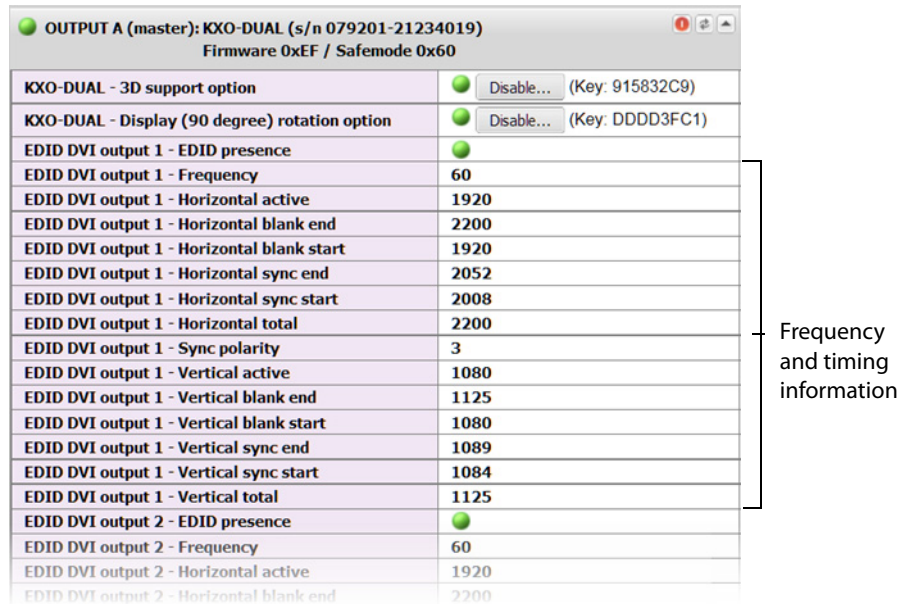 OUTPUT A (master): KXO-DUAL (s/n 079201-21234019)
Firmware 0xEF / Safemode 0x60
KXO-DUAL - 3D support option Disable... (Key: 915832C9)
KXO-DUAL - Display (90 degree) rotation option Disable... (Key: DDDD3FC1)
EDID DVI output 1 - EDID presence
EDID DVI output 1 - Frequency 60
EDID DVI output 1 - Horizontal active 1920
EDID DVI output 1 - Horizontal blank end 2200
EDID DVI output 1 - Horizontal blank start 1920
EDID DVI output 1 - Horizontal sync end 2052
EDID DVI output 1 - Horizontal sync start 2008
EDID DVI output 1 - Horizontal total 2200
EDID DVI output 1 - Sync polarity 3
EDID DVI output 1 - Vertical active 1080
EDID DVI output 1 - Vertical blank end 1125
EDID DVI output 1 - Vertical blank start 1080
EDID DVI output 1 - Vertical sync end 1089
EDID DVI output 1 - Vertical sync start 1084
EDID DVI output 1 - Vertical total 1125
EDID DVI output 2 - EDID presence
EDID DVI output 2 - Frequency 60
EDID DVI output 2 - Horizontal active 1920
EDID DVI output 2 - Horizontal blank end 2200
Frequency
and timing
information